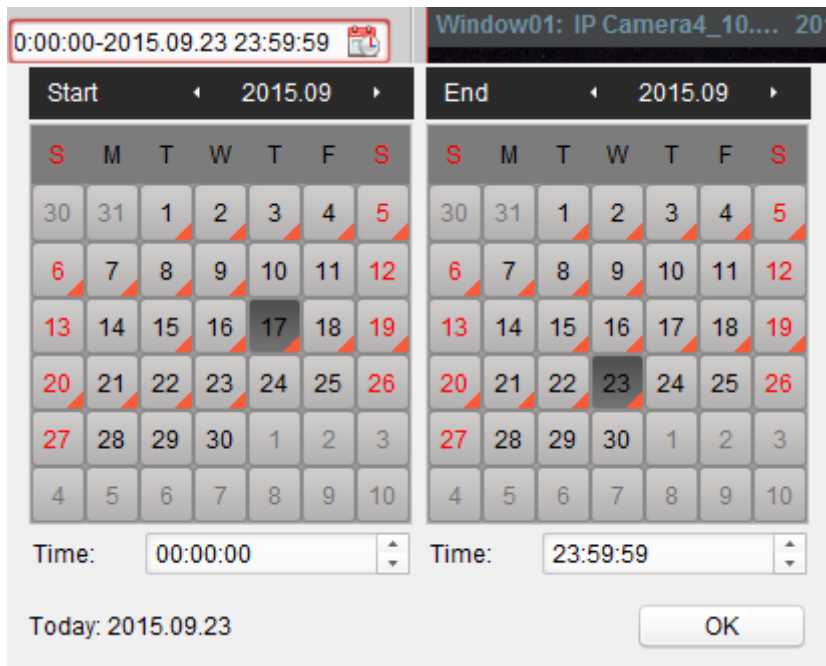 0:00:00-2015.09.23 23:59:59
Window01: IP Camera4_10.... 201
Start 2015.09
End 2015.09
S M T W T F S
S M T W T F S
30 31 1 2 3 4 5
30 31 1 2 3 4 5
6 7 8 9 10 11 12
6 7 8 9 10 11 12
13 14 15 16 17 18 19
13 14 15 16 17 18 19
20 21 22 23 24 25 26
20 21 22 23 24 25 26
27 28 29 30 1 2 3
27 28 29 30 1 2 3
4 5 6 7 8 9 10
4 5 6 7 8 9 10
Time: 00:00:00
Time: 23:59:59
Today: 2015.09.23
OK